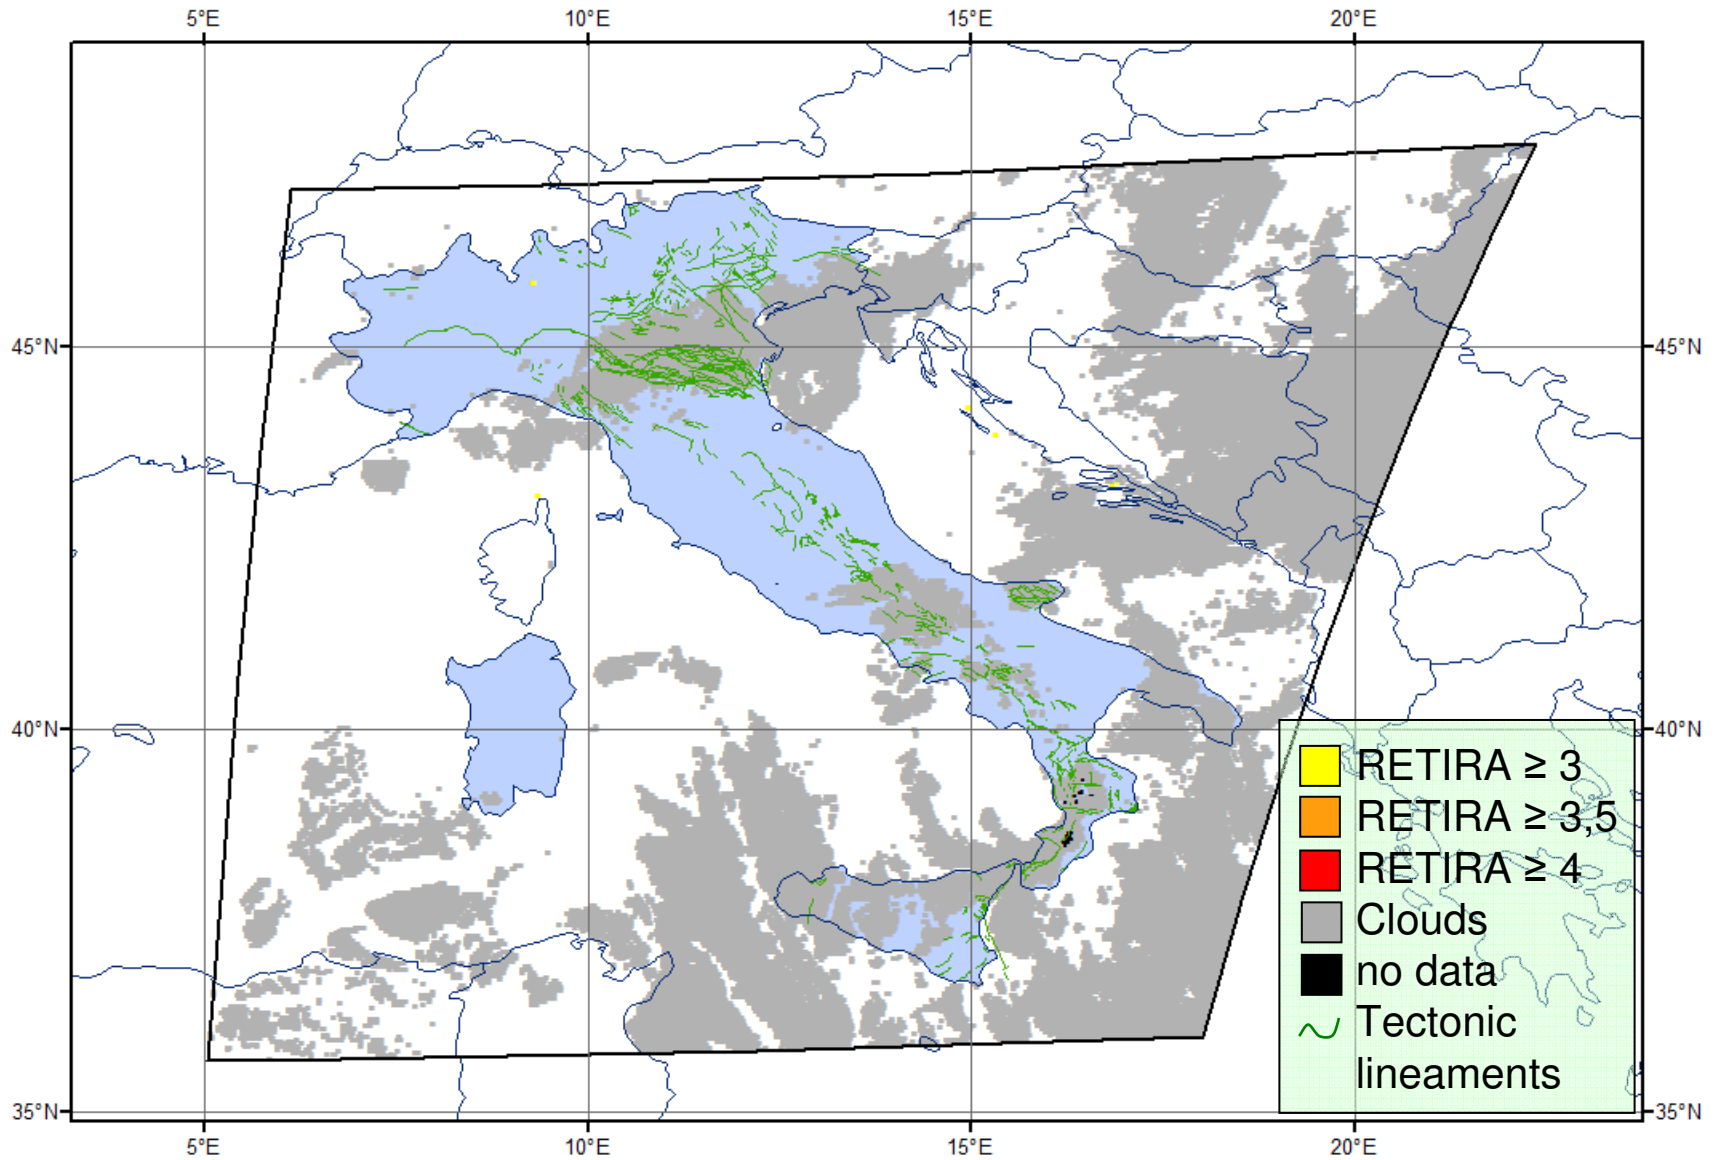 5°E 10°E 15°E 20°E
45°N 45°N
40°N 40°N
RETIRA ≥ 3
RETIRA ≥ 3,5
RETIRA ≥ 4
Clouds
no data
Tectonic
lineaments
35°N 35°N
5°E 10°E 15°E 20°E